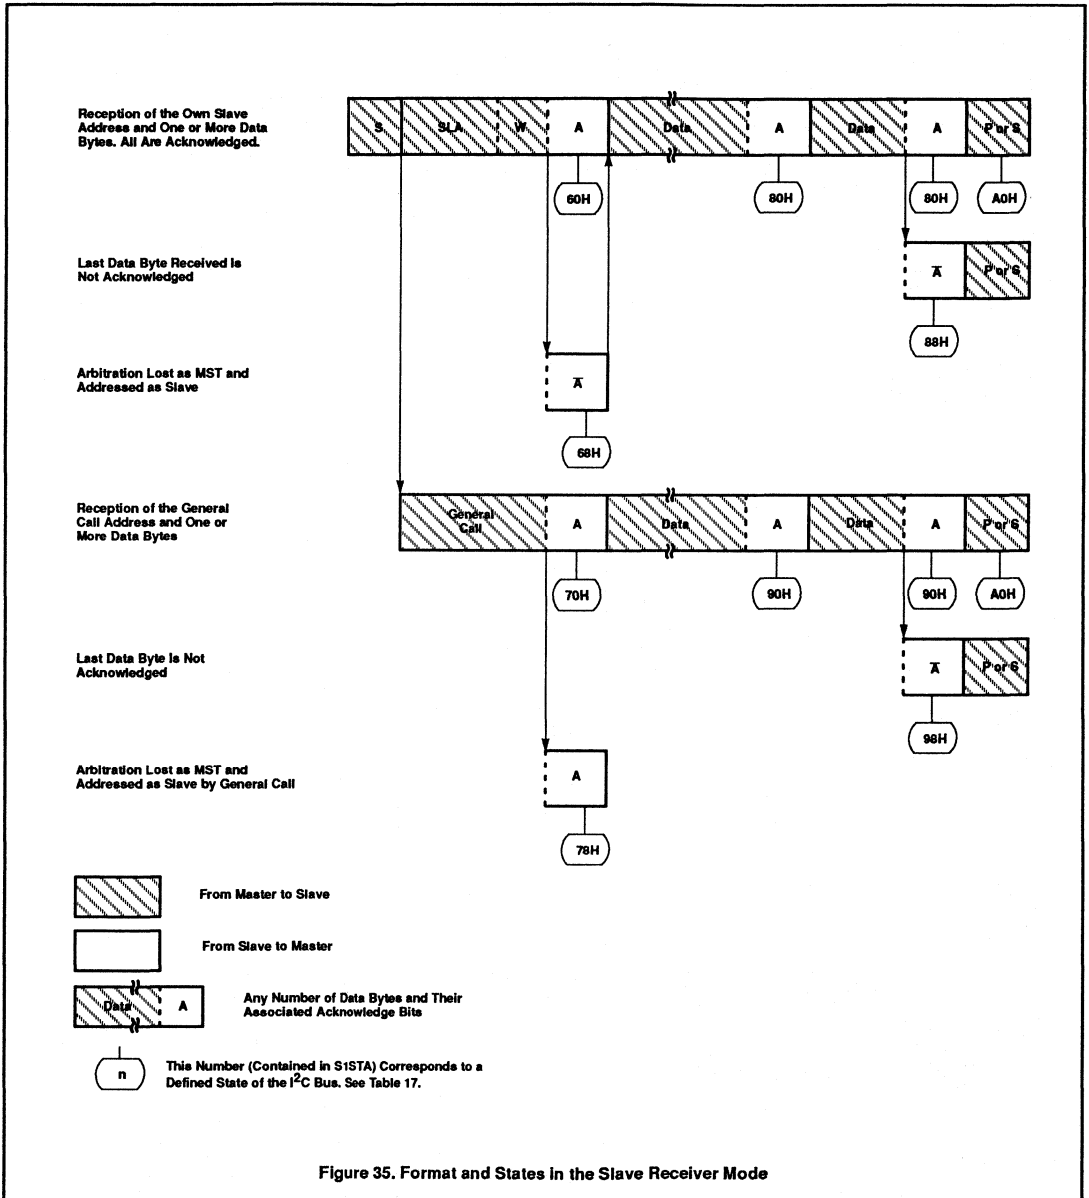 Reception of the Own Slave
Address and One or More Data
Bytes. All Are Acknowledged.
S SLA W A Data A Data A P or S
60H 80H 80H A0H
Last Data Byte Received Is
Not Acknowledged
A̅ P or S
88H
Arbitration Lost as MST and
Addressed as Slave
A̅
68H
Reception of the General
Call Address and One or
More Data Bytes
General
Call
A Data A Data A P or S
70H 90H 90H A0H
Last Data Byte Is Not
Acknowledged
A̅ P or S
98H
Arbitration Lost as MST and
Addressed as Slave by General Call
A
78H
From Master to Slave
From Slave to Master
Data A
Any Number of Data Bytes and Their
Associated Acknowledge Bits
n
This Number (Contained in S1STA) Corresponds to a
Defined State of the I²C Bus. See Table 17.
Figure 35. Format and States in the Slave Receiver Mode